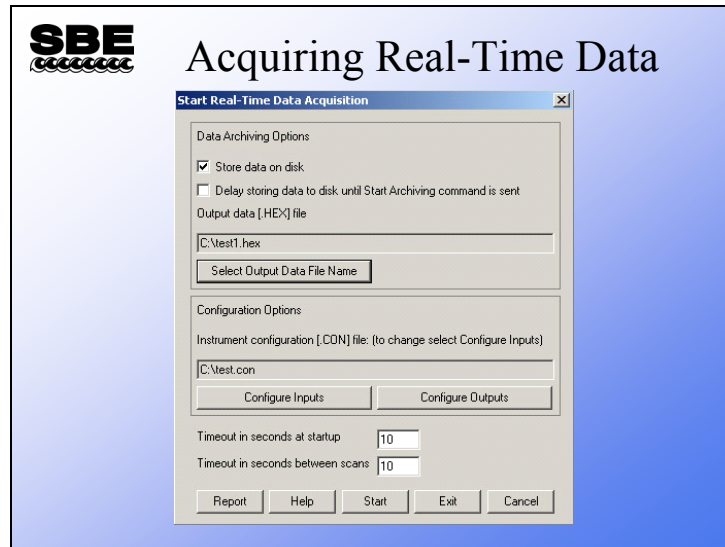 SBE
Acquiring Real-Time Data
Start Real-Time Data Acquisition
Data Archiving Options
Store data on disk
Delay storing data to disk until Start Archiving command is sent
Output data [.HEX] file
C:\test1.hex
Select Output Data File Name
Configuration Options
Instrument configuration [.CON] file: (to change select Configure Inputs)
C:\test.con
Configure Inputs Configure Outputs
Timeout in seconds at startup 10
Timeout in seconds between scans 10
Report Help Start Exit Cancel